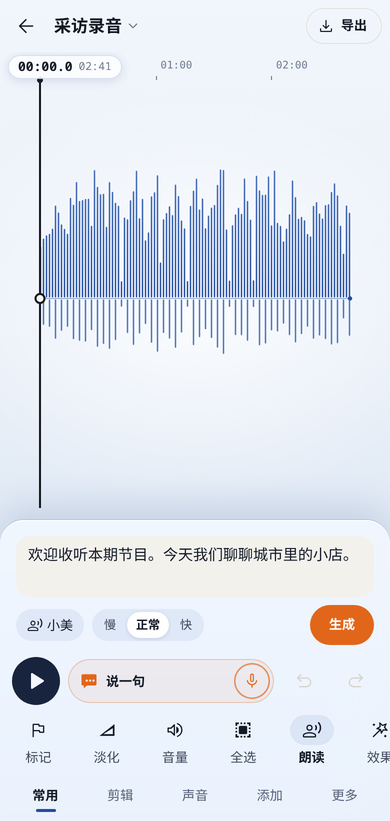 采访录音
导出
00:00.0 02:41
01:00
02:00
欢迎收听本期节目。今天我们聊聊城市里的小店。
小美
慢 正常 快
生成
说一句
标记 淡化 音量 全选 朗读 效果
常用 剪辑 声音 添加 更多